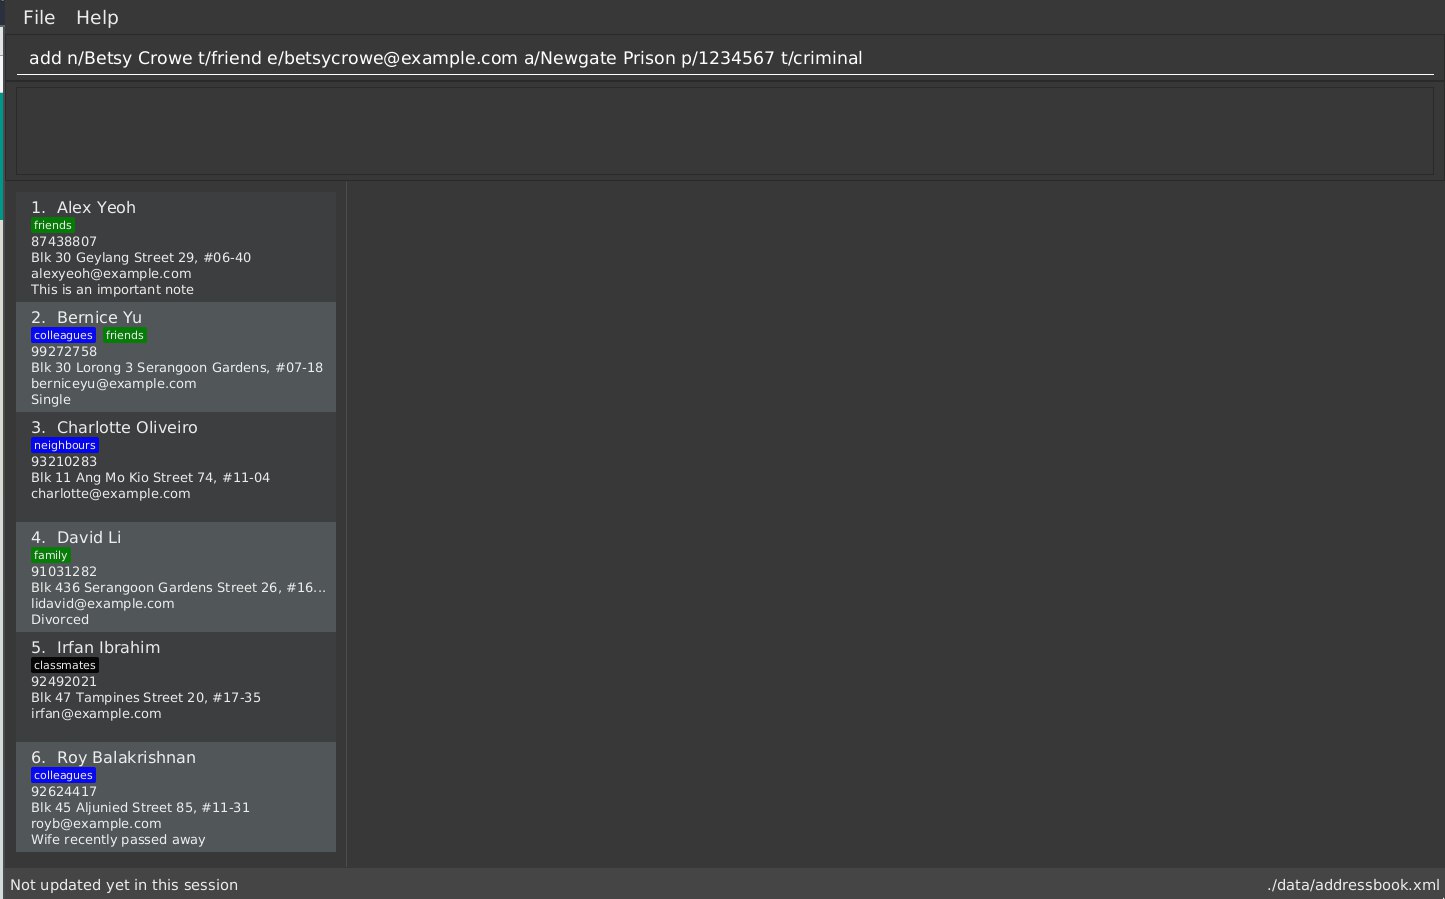 File Help
add n/Betsy Crowe t/friend e/betsycrowe@example.com a/Newgate Prison p/1234567 t/criminal
1. Alex Yeoh
friends
87438807
Blk 30 Geylang Street 29, #06-40
alexyeoh@example.com
This is an important note
2. Bernice Yu
colleagues friends
99272758
Blk 30 Lorong 3 Serangoon Gardens, #07-18
berniceyu@example.com
Single
3. Charlotte Oliveiro
neighbours
93210283
Blk 11 Ang Mo Kio Street 74, #11-04
charlotte@example.com
4. David Li
family
91031282
Blk 436 Serangoon Gardens Street 26, #16...
lidavid@example.com
Divorced
5. Irfan Ibrahim
classmates
92492021
Blk 47 Tampines Street 20, #17-35
irfan@example.com
6. Roy Balakrishnan
colleagues
92624417
Blk 45 Aljunied Street 85, #11-31
royb@example.com
Wife recently passed away
Not updated yet in this session ./data/addressbook.xml